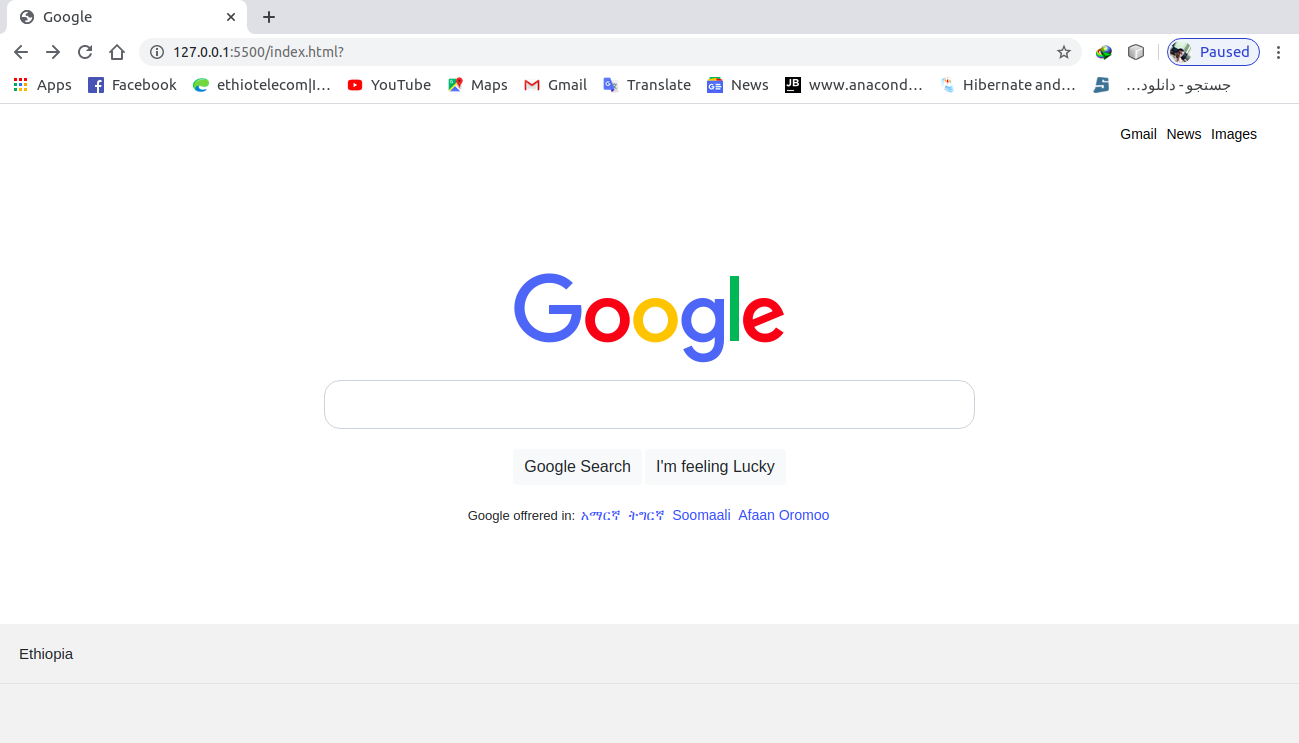 Google
127.0.0.1:5500/index.html?
Paused
Apps Facebook ethiotelecom|I... YouTube Maps Gmail Translate News www.anacond... Hibernate and... جستجو - دانلود...
Gmail News Images
Google
Google Search I'm feeling Lucky
Google offrered in: አማርኛ ትግርኛ Soomaali Afaan Oromoo
Ethiopia